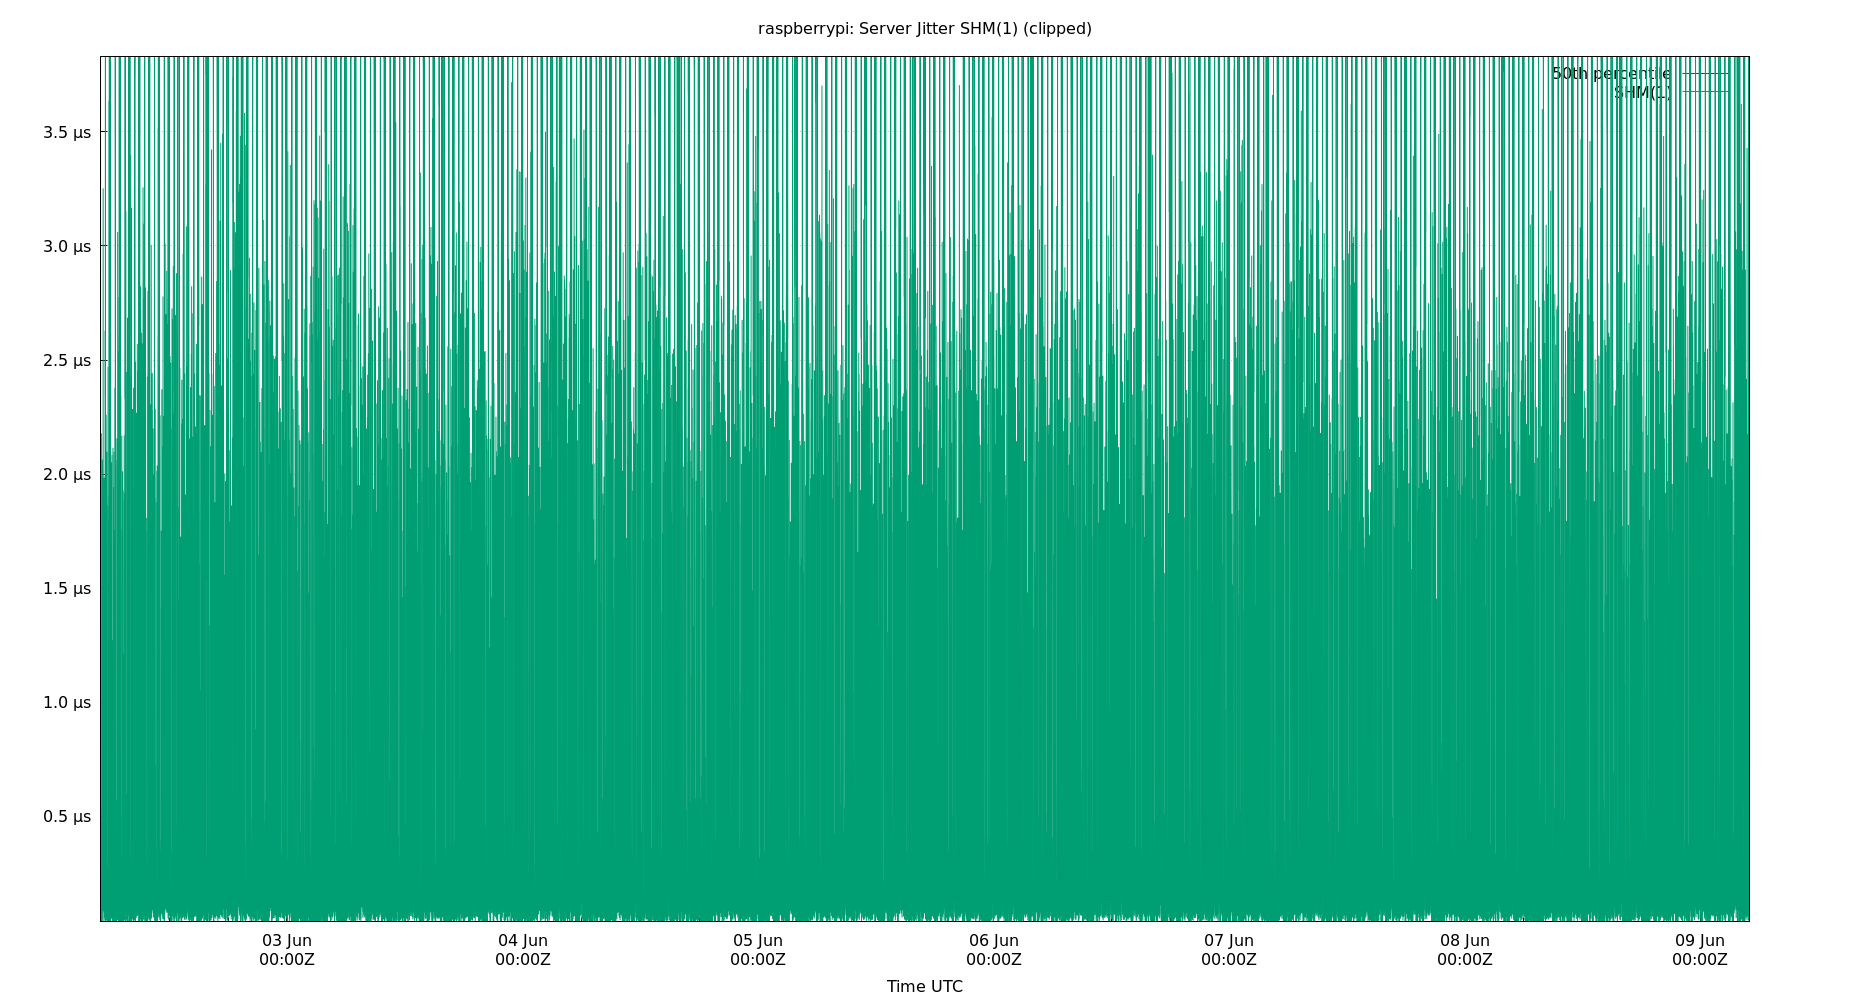 raspberrypi: Server Jitter SHM(1) (clipped)
50th percentile
SHM(1)
3.5 µs
3.0 µs
2.5 µs
2.0 µs
1.5 µs
1.0 µs
0.5 µs
03 Jun 04 Jun 05 Jun 06 Jun 07 Jun 08 Jun 09 Jun
00:00Z 00:00Z 00:00Z 00:00Z 00:00Z 00:00Z 00:00Z
Time UTC